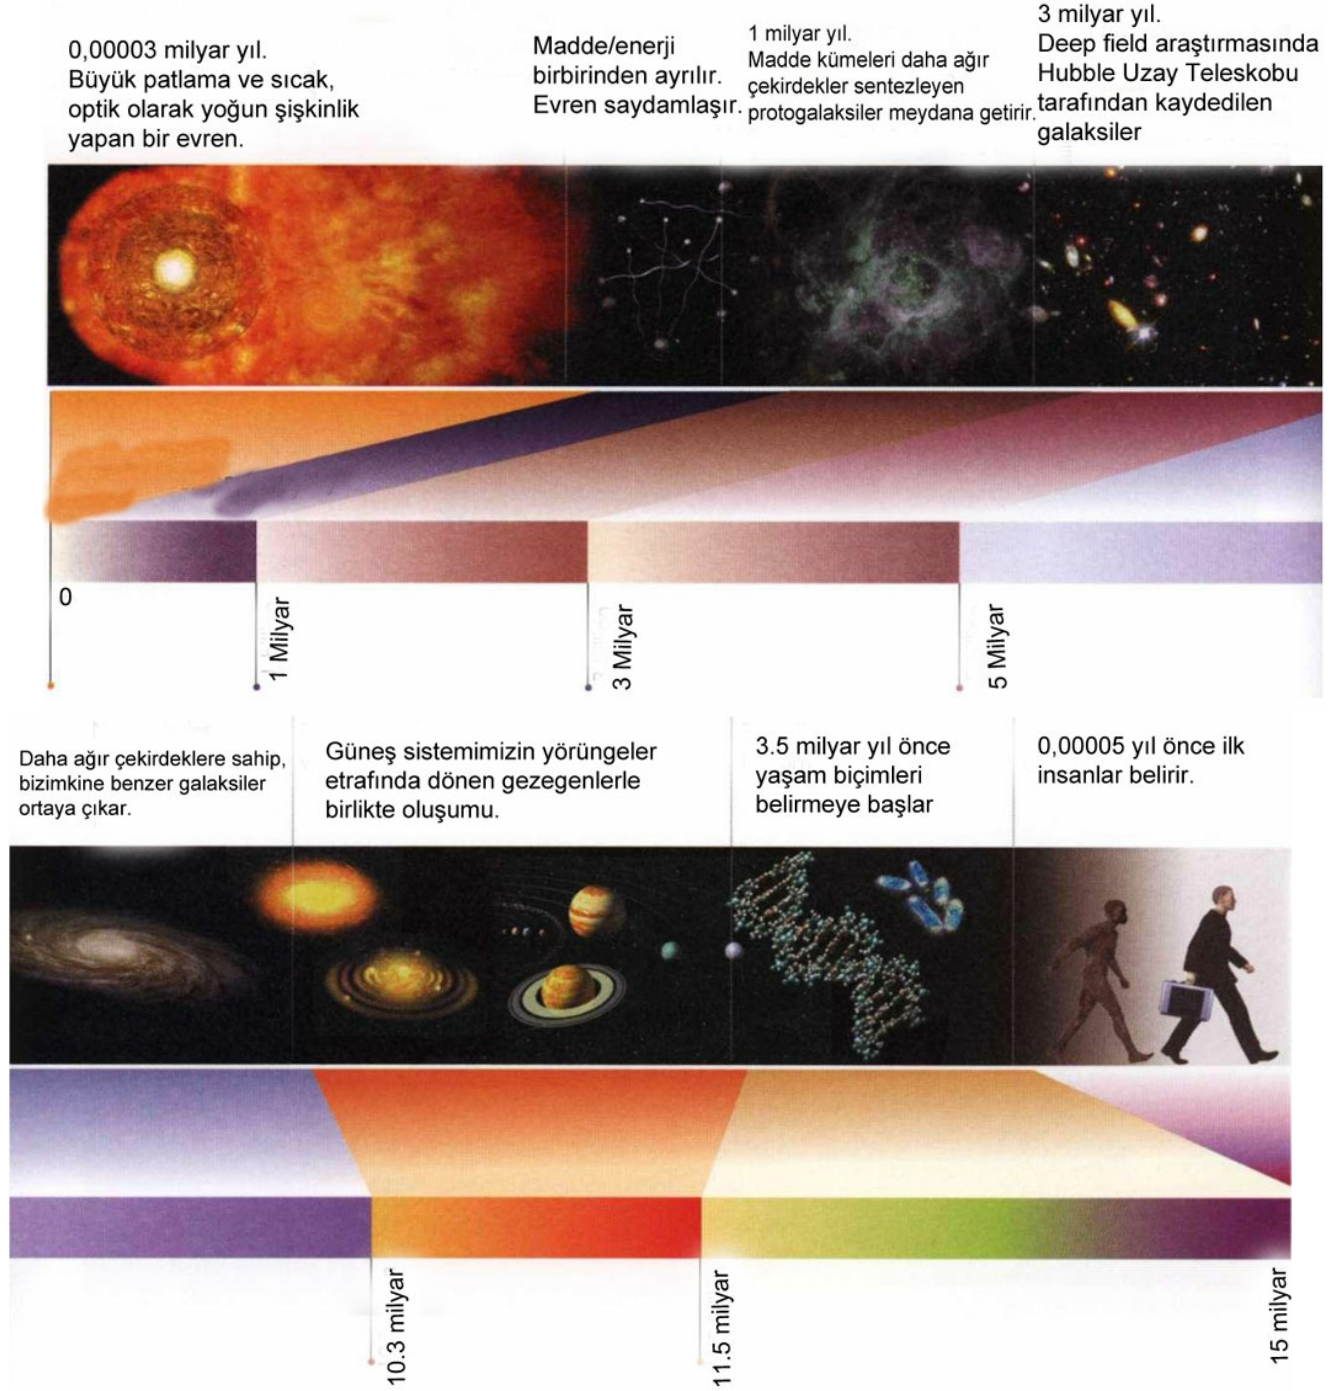 0,00003 milyar yıl.
Büyük patlama ve sıcak,
optik olarak yoğun şişkinlik
yapan bir evren.
Madde/enerji
birbirinden ayrılır.
Evren saydamlaşır.
1 milyar yıl.
Madde kümeleri daha ağır
çekirdekler sentezleyen
protogalaksiler meydana getirir.
3 milyar yıl.
Deep field araştırmasında
Hubble Uzay Teleskobu
tarafından kaydedilen
galaksiler
0
1 Milyar
3 Milyar
5 Milyar
Daha ağır çekirdeklere sahip,
bizimkine benzer galaksiler
ortaya çıkar.
Güneş sistemimizin yörüngeler
etrafında dönen gezegenlerle
birlikte oluşumu.
3.5 milyar yıl önce
yaşam biçimleri
belirmeye başlar
0,00005 yıl önce ilk
insanlar belirir.
10.3 milyar
11.5 milyar
15 milyar